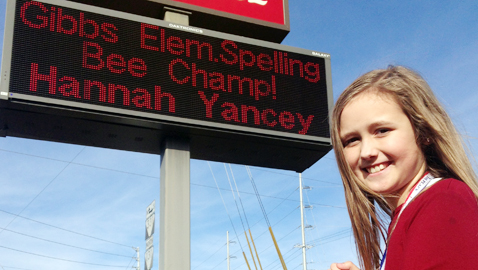 Gibbs Elem. Spelling
Bee Champ!
Hannah Yancey